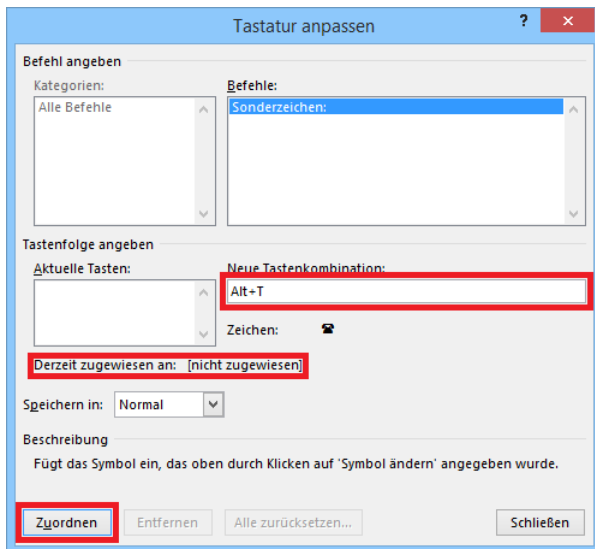 Tastatur anpassen ?
Befehl angeben
Kategorien: Befehle:
Alle Befehle Sonderzeichen:
Tastenfolge angeben
Aktuelle Tasten: Neue Tastenkombination:
Alt+T
Zeichen: 🕿
Derzeit zugewiesen an: [nicht zugewiesen]
Speichern in: Normal
Beschreibung
Fügt das Symbol ein, das oben durch Klicken auf 'Symbol ändern' angegeben wurde.
Zuordnen Entfernen Alle zurücksetzen... Schließen